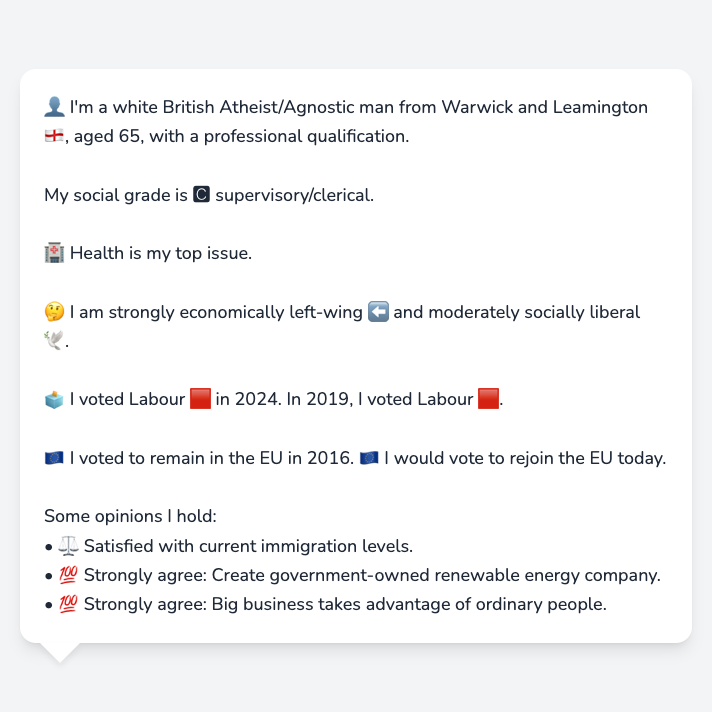 👤 I'm a white British Atheist/Agnostic man from Warwick and Leamington
🏴󠁧󠁢󠁥󠁮󠁧󠁿, aged 65, with a professional qualification.
My social grade is C supervisory/clerical.
🏥 Health is my top issue.
🤔 I am strongly economically left-wing ⬅️ and moderately socially liberal
🕊️.
🗳️ I voted Labour 🟥 in 2024. In 2019, I voted Labour 🟥.
🇪🇺 I voted to remain in the EU in 2016. 🇪🇺 I would vote to rejoin the EU today.
Some opinions I hold:
• ⚖️ Satisfied with current immigration levels.
• 💯 Strongly agree: Create government-owned renewable energy company.
• 💯 Strongly agree: Big business takes advantage of ordinary people.